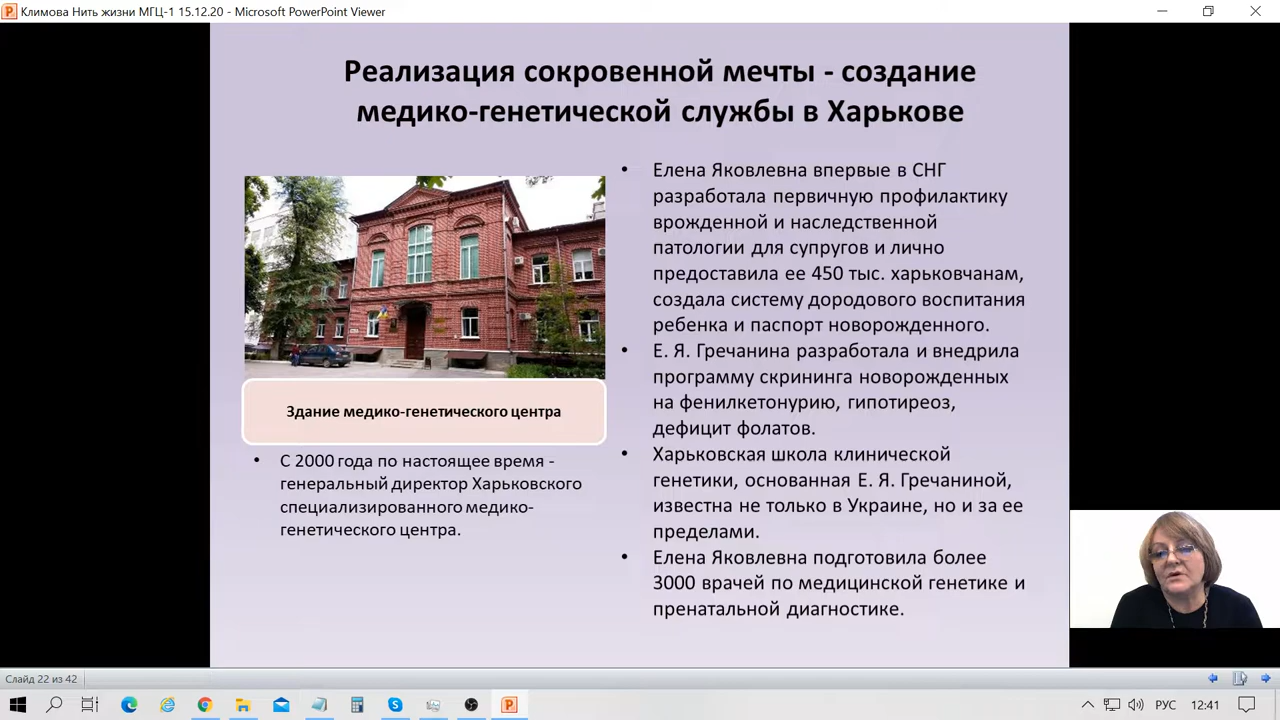 Климова Нить жизни МГЦ-1 15.12.20 - Microsoft PowerPoint Viewer
Реализация сокровенной мечты - создание
медико-генетической службы в Харькове
Здание медико-генетического центра
• С 2000 года по настоящее время -
генеральный директор Харьковского
специализированного медико-
генетического центра.
• Елена Яковлевна впервые в СНГ
разработала первичную профилактику
врожденной и наследственной
патологии для супругов и лично
предоставила ее 450 тыс. харьковчанам,
создала систему дородового воспитания
ребенка и паспорт новорожденного.
• Е. Я. Гречанина разработала и внедрила
программу скрининга новорожденных
на фенилкетонурию, гипотиреоз,
дефицит фолатов.
• Харьковская школа клинической
генетики, основанная Е. Я. Гречаниной,
известна не только в Украине, но и за ее
пределами.
• Елена Яковлевна подготовила более
3000 врачей по медицинской генетике и
пренатальной диагностике.
Слайд 22 из 42
РУС
12:41